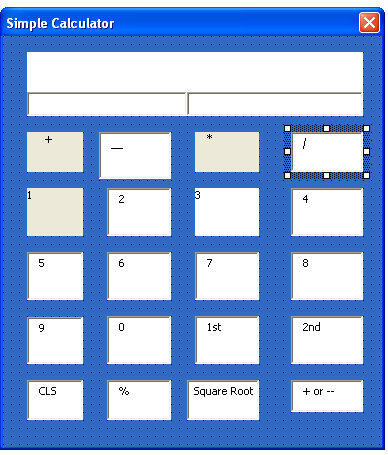 Simple Calculator
+ — * /
1 2 3 4
5 6 7 8
9 0 1st 2nd
CLS % Square Root + or --